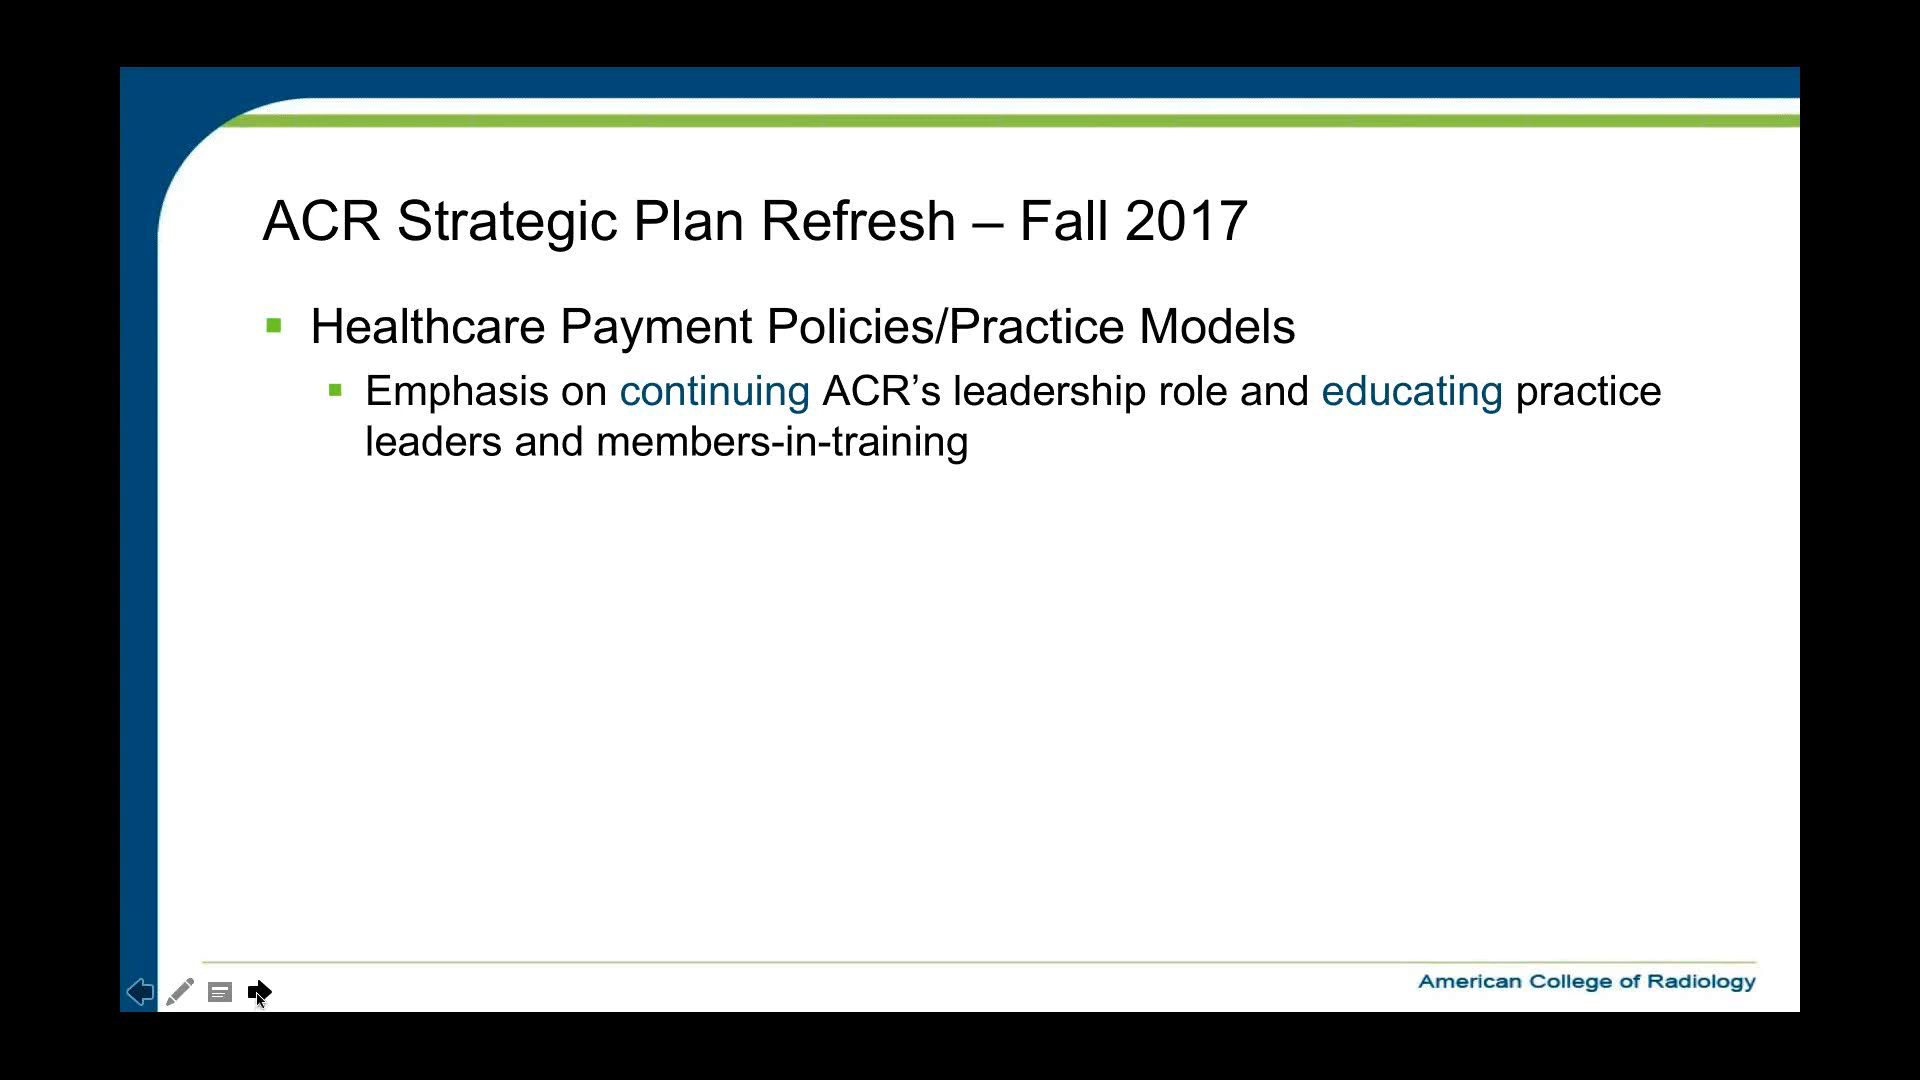 ACR Strategic Plan Refresh – Fall 2017
Healthcare Payment Policies/Practice Models
Emphasis on continuing ACR’s leadership role and educating practice
leaders and members-in-training
American College of Radiology